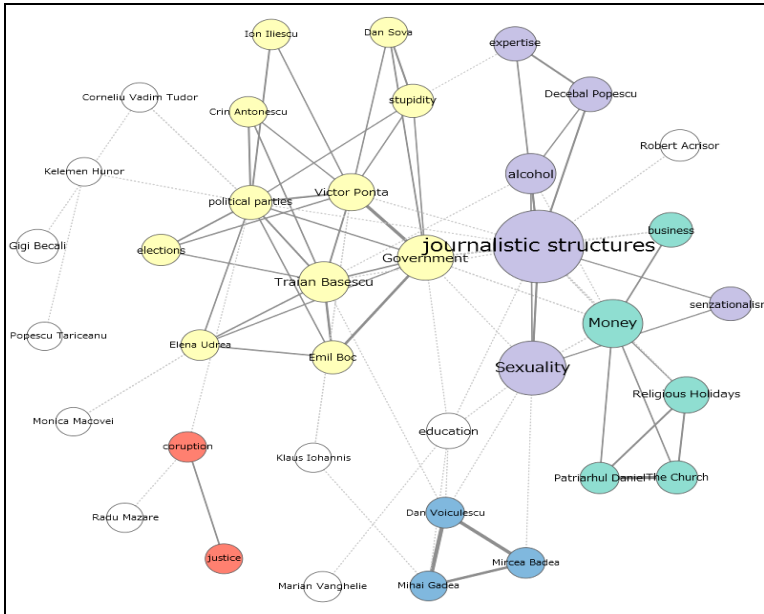 Ion Iliescu
Dan Sova
expertise
Corneliu Vadim Tudor
Crin Antonescu
stupidity
Decebal Popescu
Robert Acrisor
Kelemen Hunor
alcohol
political parties
Victor Ponta
Gigi Becali
elections
journalistic structures
business
Government
Traian Basescu
senzationalism
Popescu Tariceanu
Elena Udrea
Emil Boc
Money
Sexuality
Religious Holidays
Monica Macovei
coruption
Klaus Iohannis
education
Patriarhul Daniel
The Church
Radu Mazare
Dan Voiculescu
justice
Mircea Badea
Marian Vanghelie
Mihai Gadea